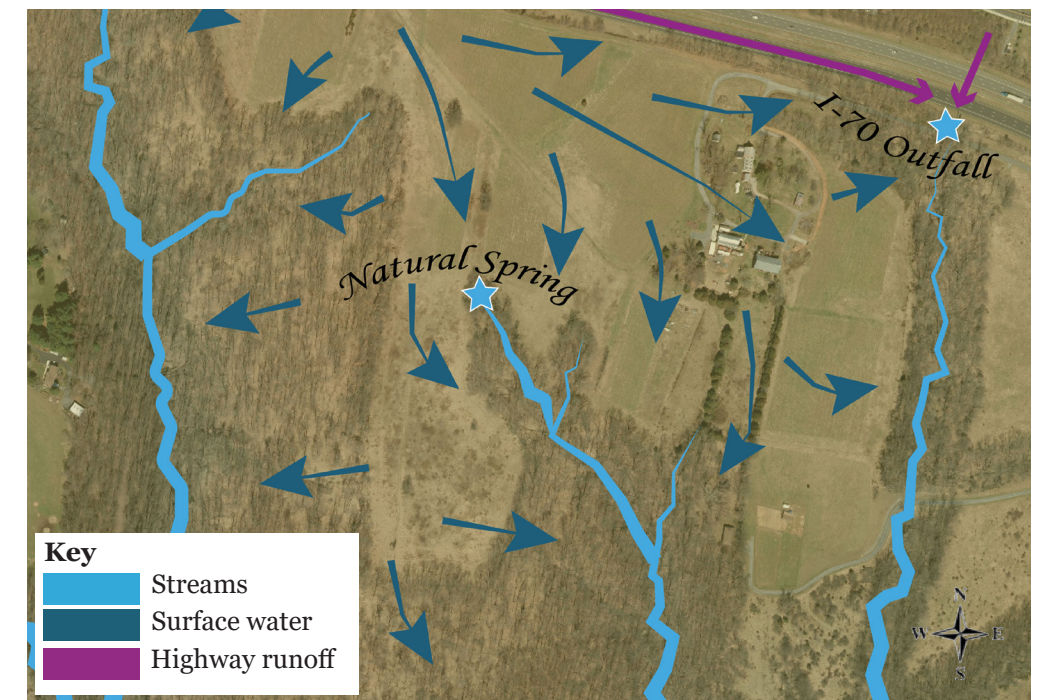 I-70 Outfall
Natural Spring
Key
Streams
Surface water
Highway runoff
N
W E
S